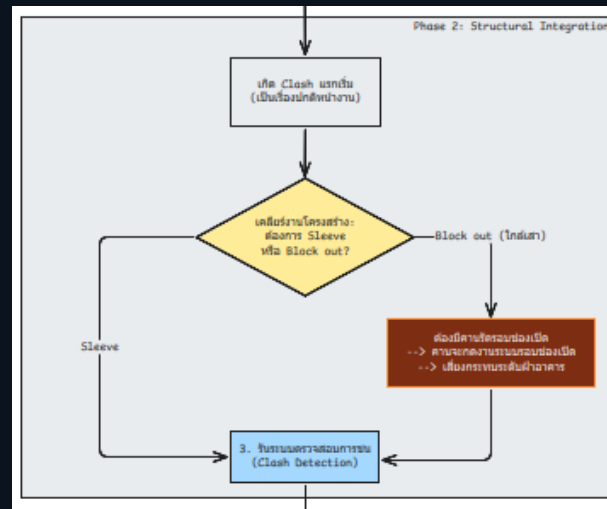 Phase 2: Structural Integration
เกิด Clash แรกเริ่ม
(เป็นเรื่องปกติหน้างาน)
เคลียร์งานโครงสร้าง:
ต้องการ Sleeve
หรือ Block out?
Block out (ใกล้เสา)
Sleeve
ต้องมีคานรัดรอบช่องเปิด
--> คานจะกดงานระบบรอบช่องเปิด
--> เสี่ยงกระทบระดับฝ้าอาคาร
3. รันระบบตรวจสอบการชน
(Clash Detection)